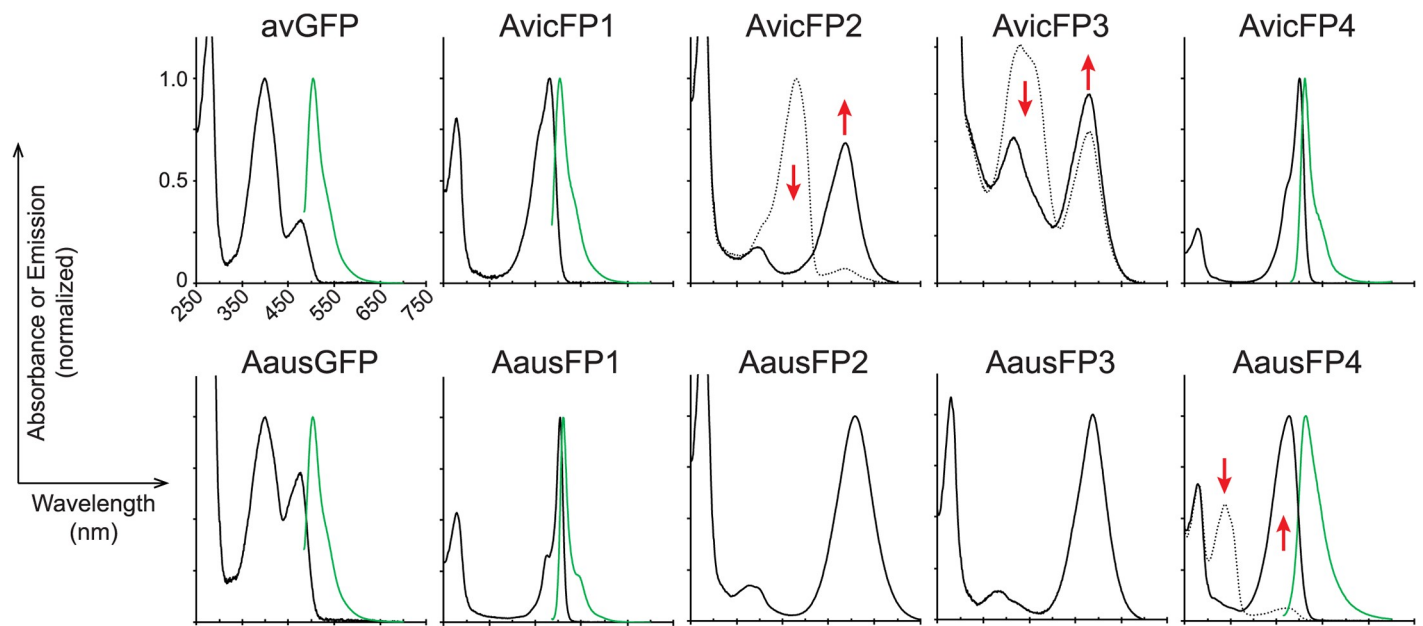 avGFP
AvicFP1
AvicFP2
AvicFP3
AvicFP4
1.0
0.5
0
250
350
450
550
650
750
Absorbance or Emission
(normalized)
Wavelength
(nm)
AausGFP
AausFP1
AausFP2
AausFP3
AausFP4